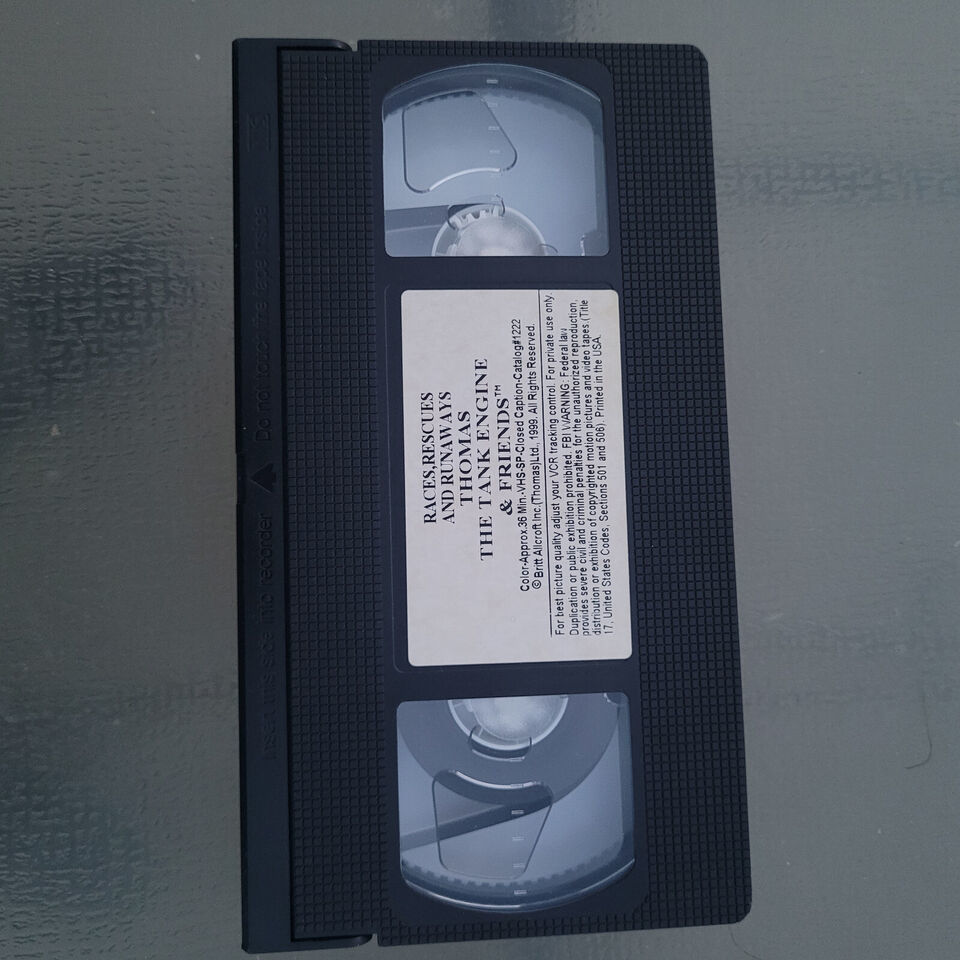 RACES,RESCUES
AND RUNAWAYS
THOMAS
THE TANK ENGINE
& FRIENDS™
Color-Approx.36 Min.-VHS-SP-Closed Caption-Catalog#1222
© Britt Allcroft Inc.(Thomas)Ltd., 1999. All Rights Reserved.
For best picture quality adjust your VCR tracking control. For private use only.
Duplication or public exhibition prohibited. FBI WARNING: Federal law
provides severe civil and criminal penalties for the unauthorized reproduction,
distribution or exhibition of copyrighted motion pictures and video tapes.(Title
17, United States Codes, Sections 501 and 506). Printed in the USA.
Insert this side into recorder ▲ Do not touch the tape inside